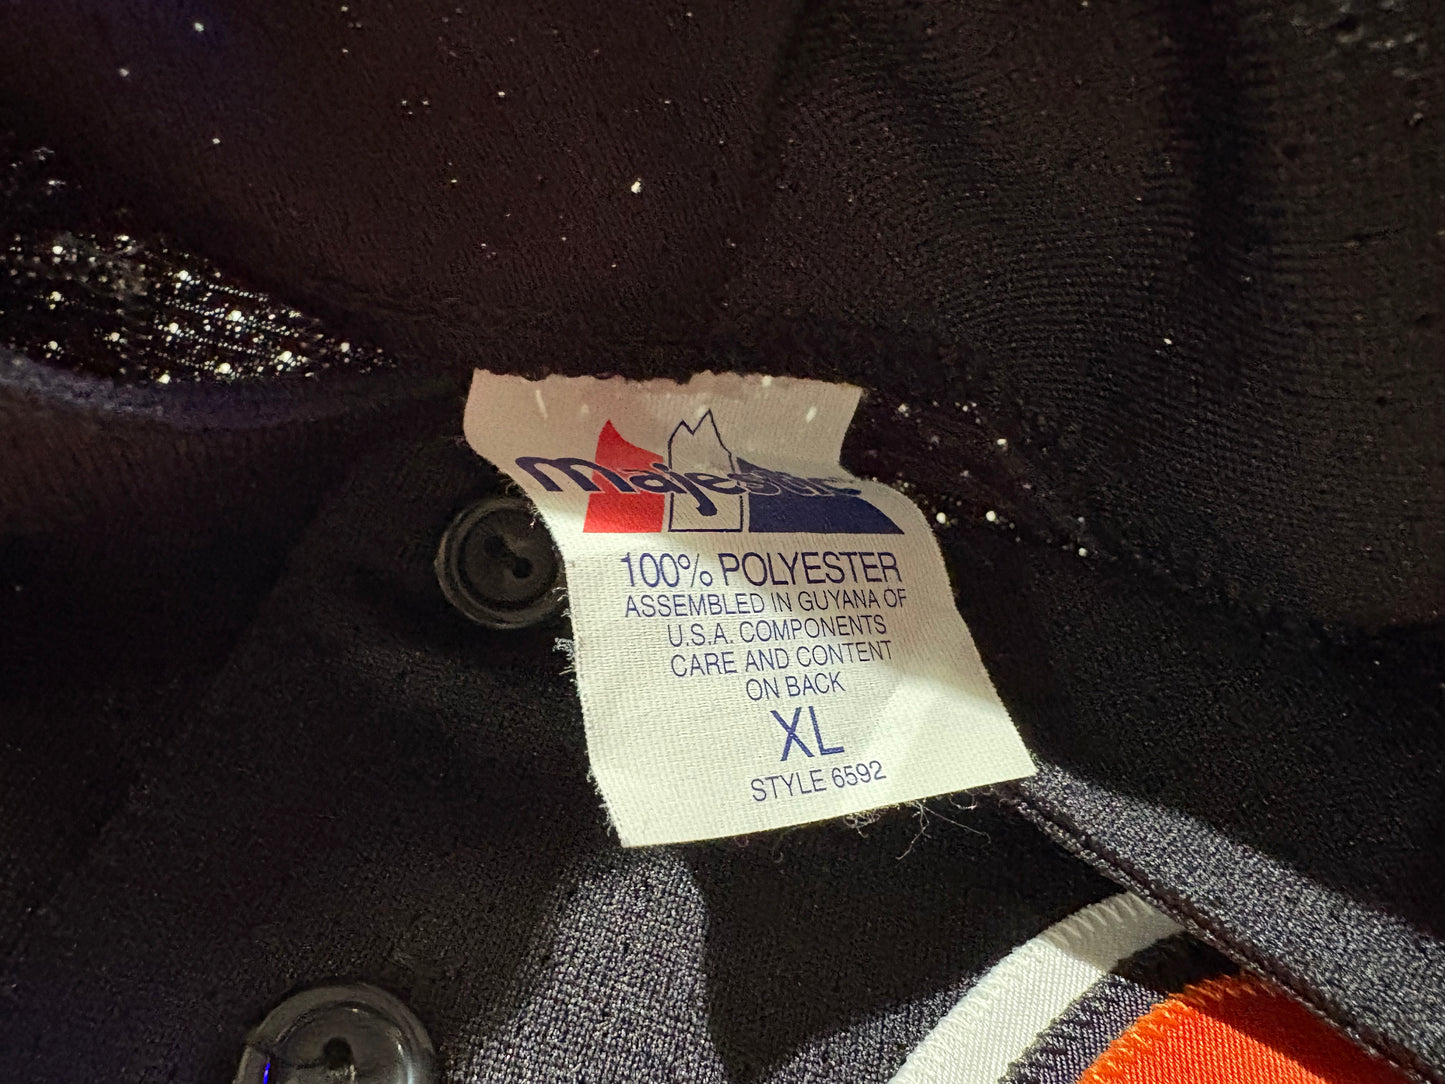 majestic
100% POLYESTER
ASSEMBLED IN GUYANA OF
U.S.A. COMPONENTS
CARE AND CONTENT
ON BACK
XL
STYLE 6592